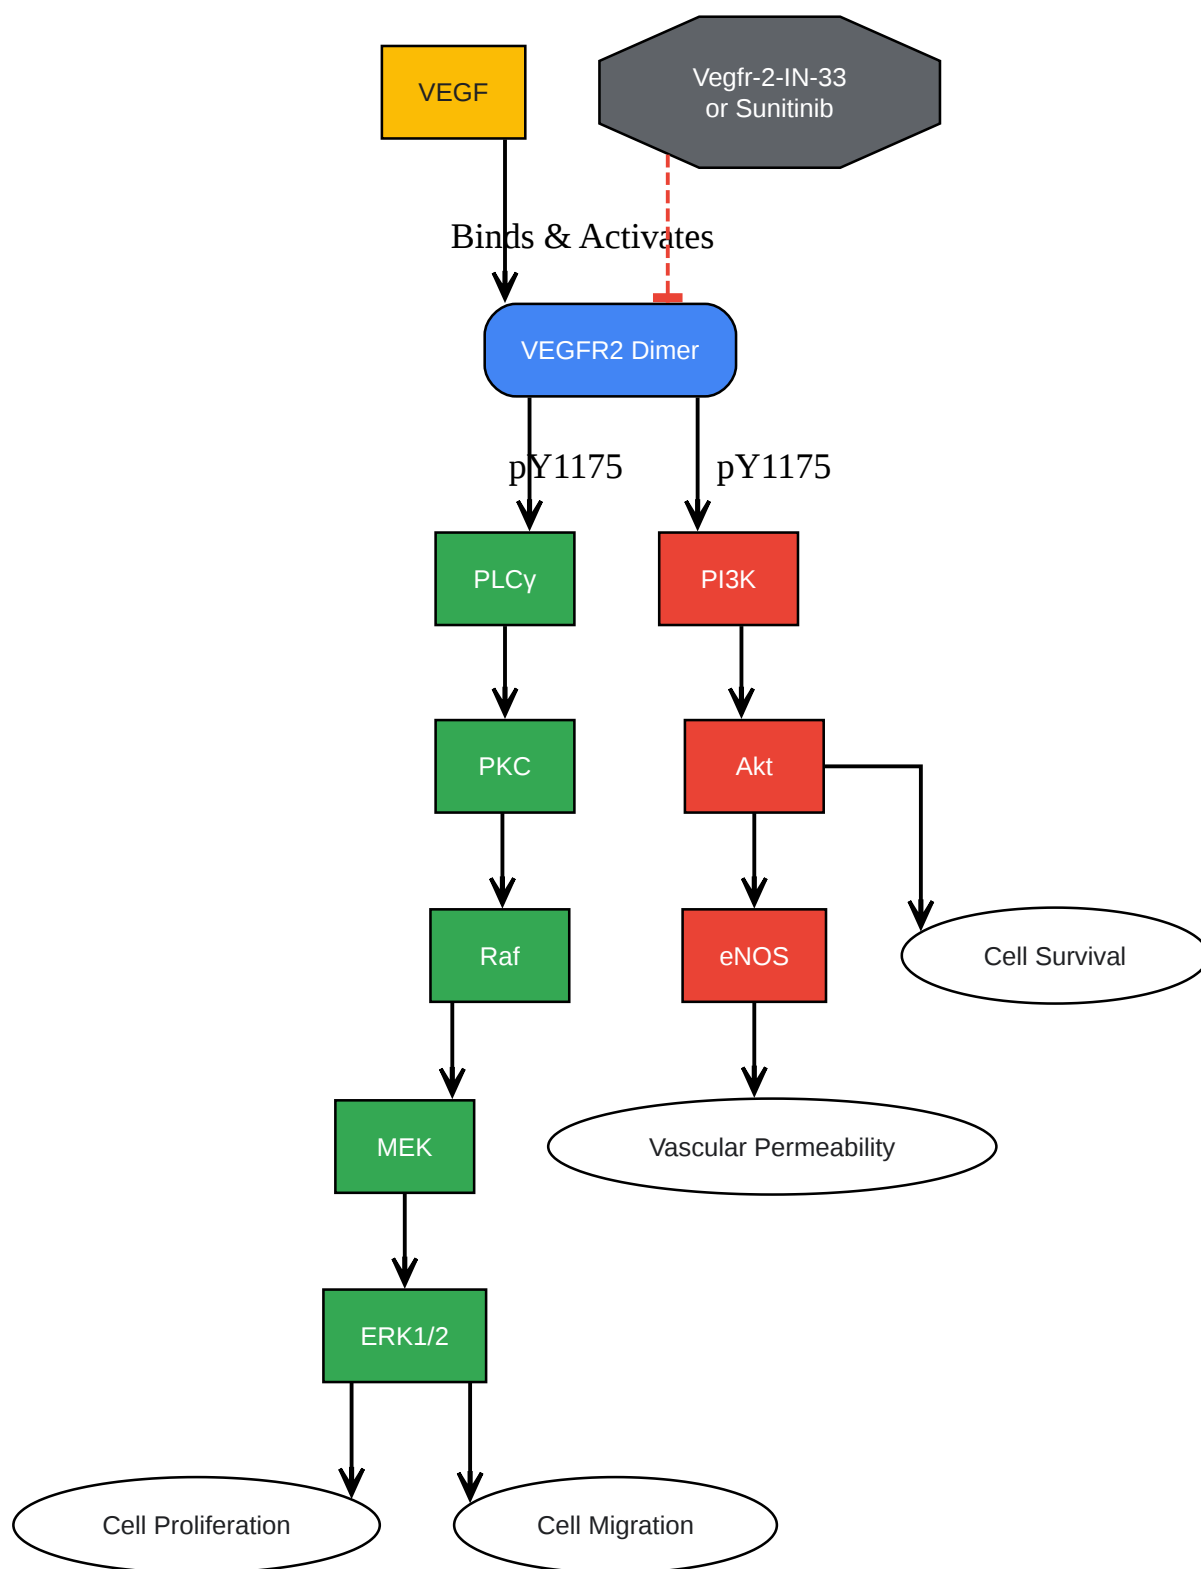 VEGF
Vegfr-2-IN-33
or Sunitinib
Binds & Activates
VEGFR2 Dimer
pY1175
pY1175
PLCγ
PI3K
PKC
Akt
Raf
eNOS
Cell Survival
MEK
Vascular Permeability
ERK1/2
Cell Proliferation
Cell Migration